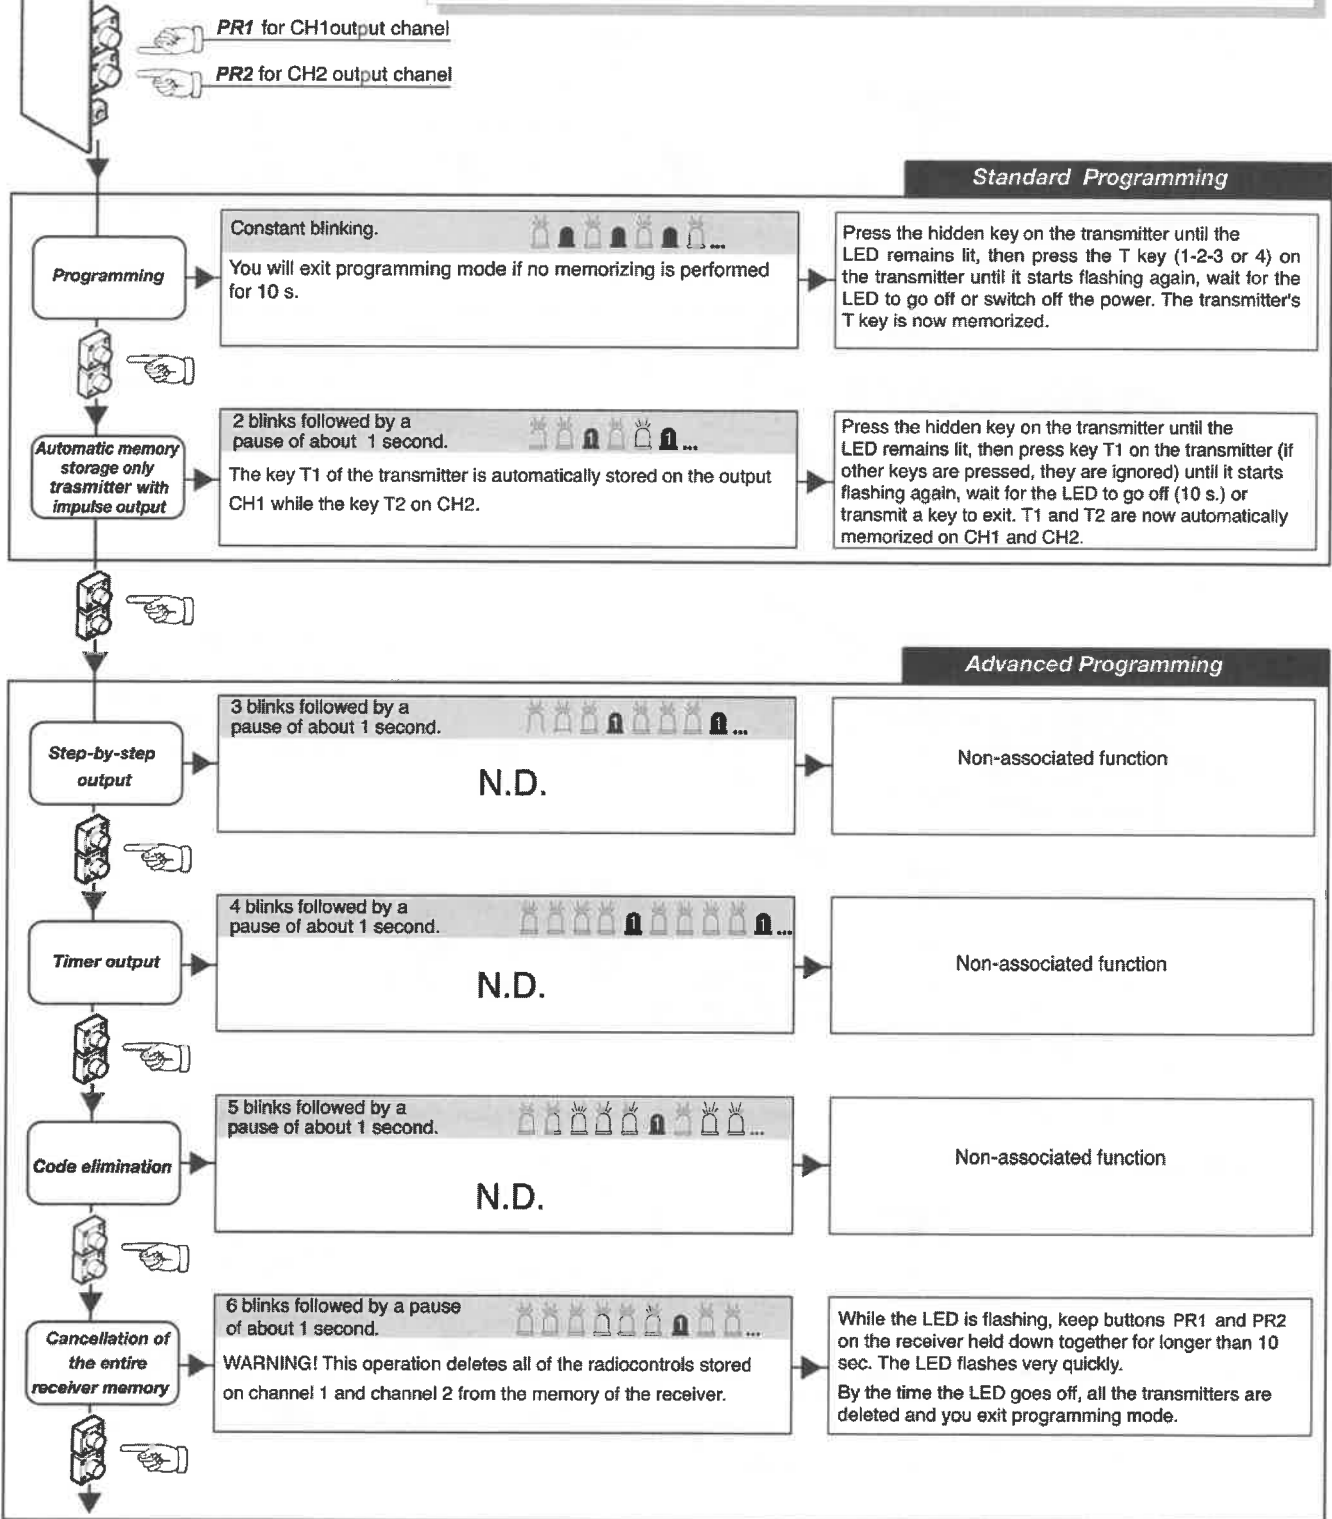 PR1 for CH1output chanel
PR2 for CH2 output chanel
Standard Programming
Programming
Constant blinking.
...
You will exit programming mode if no memorizing is performed
for 10 s.
Press the hidden key on the transmitter until the
LED remains lit, then press the T key (1-2-3 or 4) on
the transmitter until it starts flashing again, wait for the
LED to go off or switch off the power. The transmitter's
T key is now memorized.
Automatic memory
storage only
trasmitter with
impulse output
2 blinks followed by a
pause of about 1 second.
1 1 ...
The key T1 of the transmitter is automatically stored on the output
CH1 while the key T2 on CH2.
Press the hidden key on the transmitter until the
LED remains lit, then press key T1 on the transmitter (if
other keys are pressed, they are ignored) until it starts
flashing again, wait for the LED to go off (10 s.) or
transmit a key to exit. T1 and T2 are now automatically
memorized on CH1 and CH2.
Advanced Programming
Step-by-step
output
3 blinks followed by a
pause of about 1 second.
1 1 ...
N.D.
Non-associated function
Timer output
4 blinks followed by a
pause of about 1 second.
1 1 ...
N.D.
Non-associated function
Code elimination
5 blinks followed by a
pause of about 1 second.
1 ...
N.D.
Non-associated function
Cancellation of
the entire
receiver memory
6 blinks followed by a pause
of about 1 second.
1 ...
WARNING! This operation deletes all of the radiocontrols stored
on channel 1 and channel 2 from the memory of the receiver.
While the LED is flashing, keep buttons PR1 and PR2
on the receiver held down together for longer than 10
sec. The LED flashes very quickly.
By the time the LED goes off, all the transmitters are
deleted and you exit programming mode.